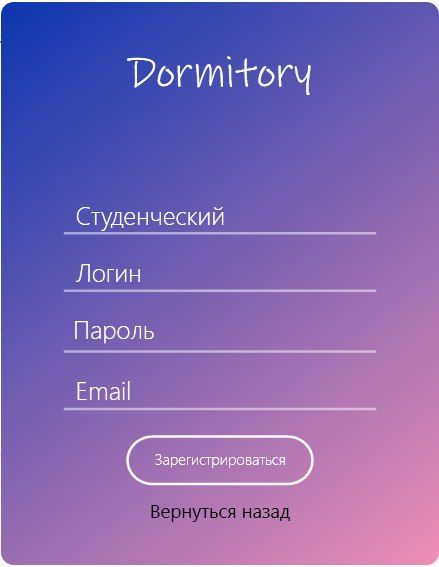 Dormitory
Студенческий
Логин
Пароль
Email
Зарегистрироваться
Вернуться назад